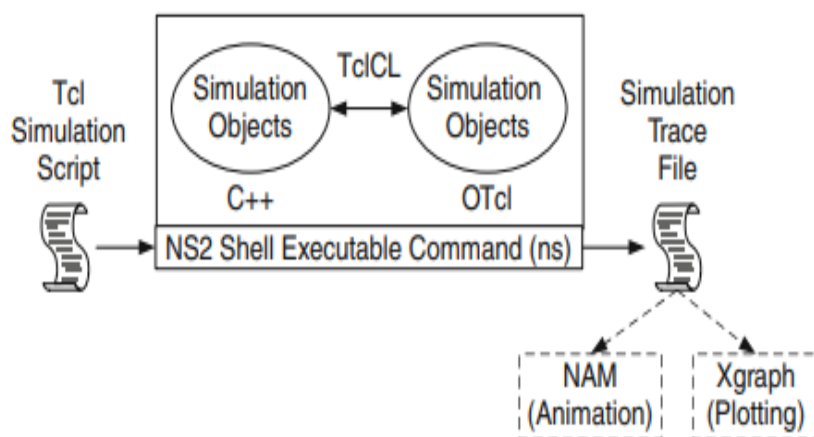 Tcl
Simulation
Script
TclCL
Simulation
Objects
Simulation
Objects
C++
OTcl
NS2 Shell Executable Command (ns)
Simulation
Trace
File
NAM
(Animation)
Xgraph
(Plotting)